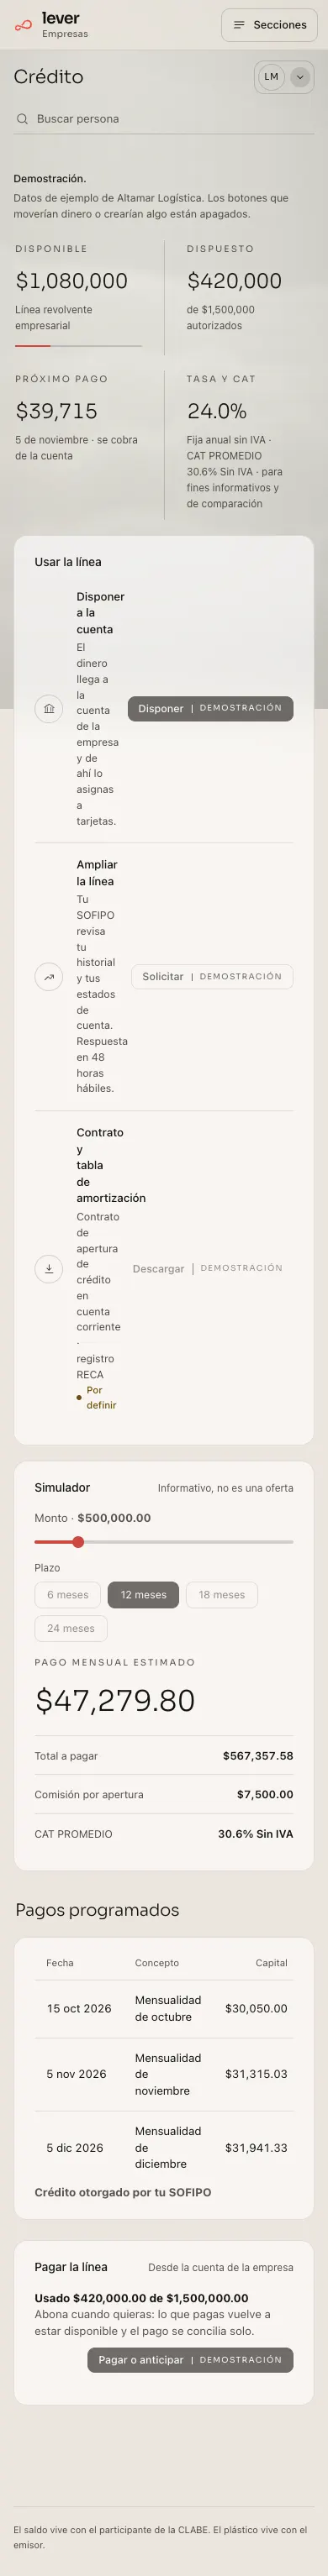 lever
Empresas
Secciones
Crédito
LM
Buscar persona
Demostración.
Datos de ejemplo de Altamar Logística. Los botones que
moverían dinero o crearían algo están apagados.
DISPONIBLE
$1,080,000
Línea revolvente
empresarial
DISPUESTO
$420,000
de $1,500,000
autorizados
PRÓXIMO PAGO
$39,715
5 de noviembre · se cobra
de la cuenta
TASA Y CAT
24.0%
Fija anual sin IVA ·
CAT PROMEDIO
30.6% Sin IVA · para
fines informativos y
de comparación
Usar la línea
Disponer
a la
cuenta
El
dinero
llega a
la
cuenta
de la
empresa
y de
ahí lo
asignas
a
tarjetas.
Disponer | DEMOSTRACIÓN
Ampliar
la línea
Tu
SOFIPO
revisa
tu
historial
y tus
estados
de
cuenta.
Respuesta
en 48
horas
hábiles.
Solicitar | DEMOSTRACIÓN
Contrato
y
tabla
de
amortización
Contrato
de
apertura
de
crédito
en
cuenta
corriente
·
registro
RECA
Por
definir
Descargar | DEMOSTRACIÓN
Simulador
Informativo, no es una oferta
Monto · $500,000.00
Plazo
6 meses
12 meses
18 meses
24 meses
PAGO MENSUAL ESTIMADO
$47,279.80
Total a pagar $567,357.58
Comisión por apertura $7,500.00
CAT PROMEDIO 30.6% Sin IVA
Pagos programados
Fecha Concepto Capital
15 oct 2026 Mensualidad de octubre $30,050.00
5 nov 2026 Mensualidad de noviembre $31,315.03
5 dic 2026 Mensualidad de diciembre $31,941.33
Crédito otorgado por tu SOFIPO
Pagar la línea
Desde la cuenta de la empresa
Usado $420,000.00 de $1,500,000.00
Abona cuando quieras: lo que pagas vuelve a
estar disponible y el pago se concilia solo.
Pagar o anticipar | DEMOSTRACIÓN
El saldo vive con el participante de la CLABE. El plástico vive con el
emisor.